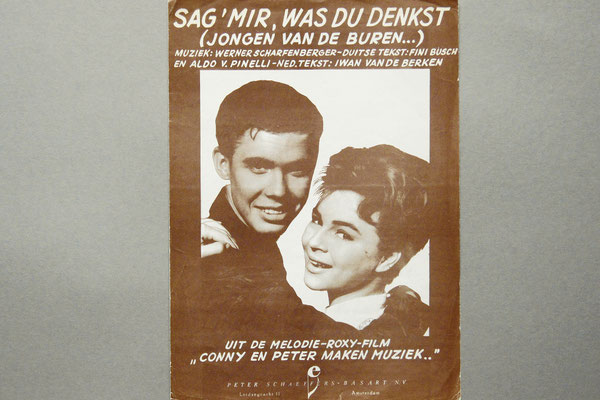 SAG' MIR, WAS DU DENKST
(JONGEN VAN DE BUREN...)
MUZIEK: WERNER SCHARFENBERGER-DUITSE TEKST: FINI BUSCH
EN ALDO V. PINELLI-NED. TEKST: IWAN VAN DE BERKEN
UIT DE MELODIE-ROXY-FILM
„CONNY EN PETER MAKEN MUZIEK.."
PETER SCHAEFFERS-BASART N.V.
Leidsegracht 11 Amsterdam